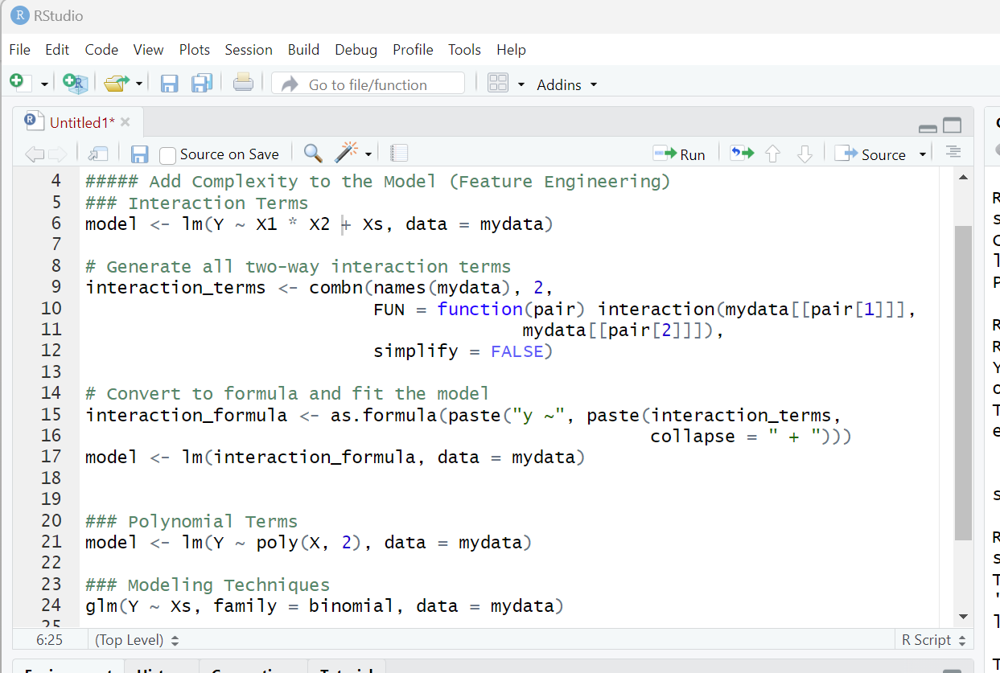 RStudio
File Edit Code View Plots Session Build Debug Profile Tools Help
Go to file/function Addins
Untitled1*
Source on Save Run Source
4 ##### Add Complexity to the Model (Feature Engineering)
5 ### Interaction Terms
6 model <- lm(Y ~ X1 * X2 + Xs, data = mydata)
7
8 # Generate all two-way interaction terms
9 interaction_terms <- combn(names(mydata), 2,
10 FUN = function(pair) interaction(mydata[[pair[1]]],
11 mydata[[pair[2]]]),
12 simplify = FALSE)
13
14 # Convert to formula and fit the model
15 interaction_formula <- as.formula(paste("y ~", paste(interaction_terms,
16 collapse = " + ")))
17 model <- lm(interaction_formula, data = mydata)
18
19
20 ### Polynomial Terms
21 model <- lm(Y ~ poly(X, 2), data = mydata)
22
23 ### Modeling Techniques
24 glm(Y ~ Xs, family = binomial, data = mydata)
25
6:25 (Top Level) R Script